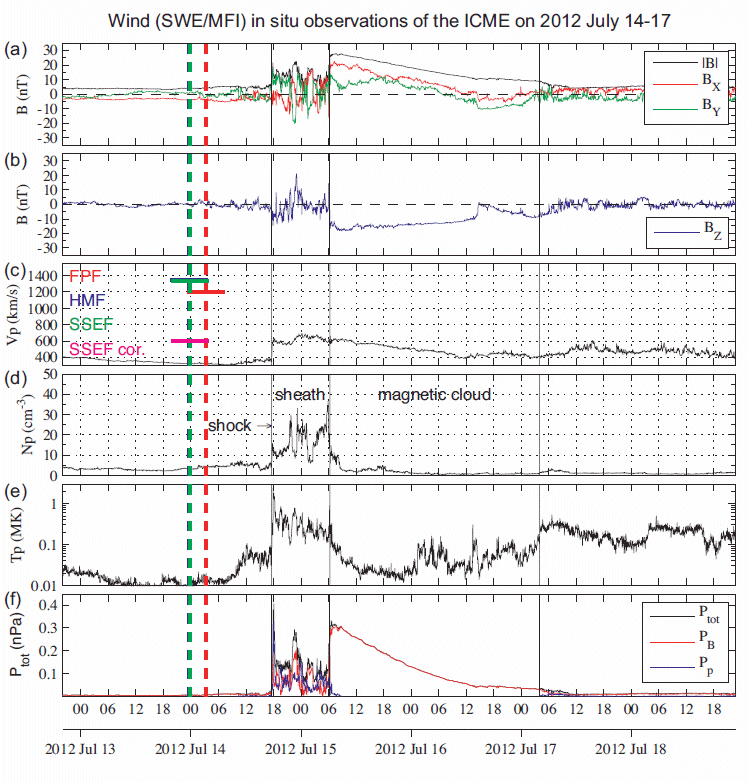 Wind (SWE/MFI) in situ observations of the ICME on 2012 July 14-17
(a)
B (nT)
30
20
10
0
-10
-20
-30
|B|
B_X
B_Y
(b)
B (nT)
30
20
10
0
-10
-20
-30
B_Z
(c)
Vp (km/s)
1400
1200
1000
800
600
400
FPF
HMF
SSEF
SSEF cor.
(d)
Np (cm⁻³)
50
40
30
20
10
0
shock
sheath
magnetic cloud
(e)
Tp (MK)
1
0.1
0.01
(f)
P_tot (nPa)
0.4
0.3
0.2
0.1
P_tot
P_B
P_p
00 06 12 18 00 06 12 18 00 06 12 18 00 06 12 18 00 06 12 18 00 06 12 18
2012 Jul 13 2012 Jul 14 2012 Jul 15 2012 Jul 16 2012 Jul 17 2012 Jul 18